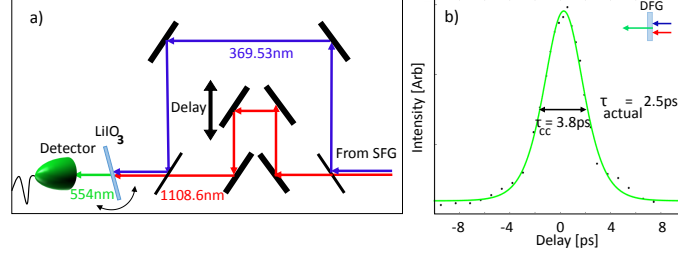 a)
369.53nm
Delay
LiIO3
Detector
From SFG
554nm
1108.6nm
b)
DFG
Intensity [Arb]
τcc = 3.8ps
τactual = 2.5ps
-8 -4 0 4 8
Delay [ps]